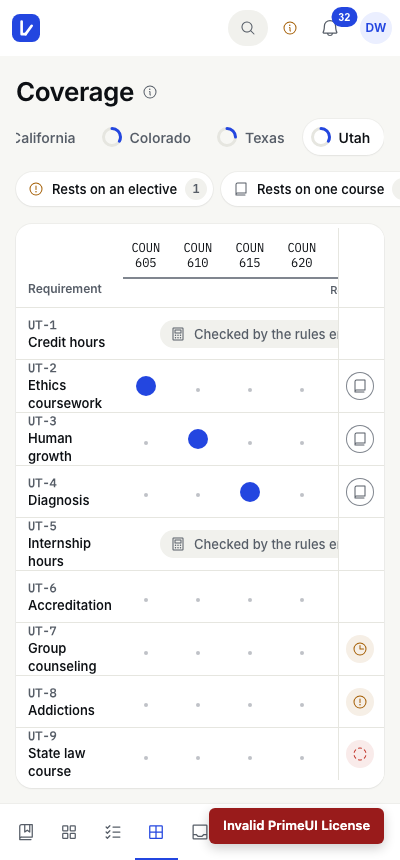 32
DW
Coverage
California
Colorado
Texas
Utah
Rests on an elective 1
Rests on one course
COUN 605
COUN 610
COUN 615
COUN 620
Requirement
R
UT-1
Credit hours
Checked by the rules e
UT-2
Ethics
coursework
UT-3
Human
growth
UT-4
Diagnosis
UT-5
Internship
hours
Checked by the rules e
UT-6
Accreditation
UT-7
Group
counseling
UT-8
Addictions
UT-9
State law
course
Invalid PrimeUI License